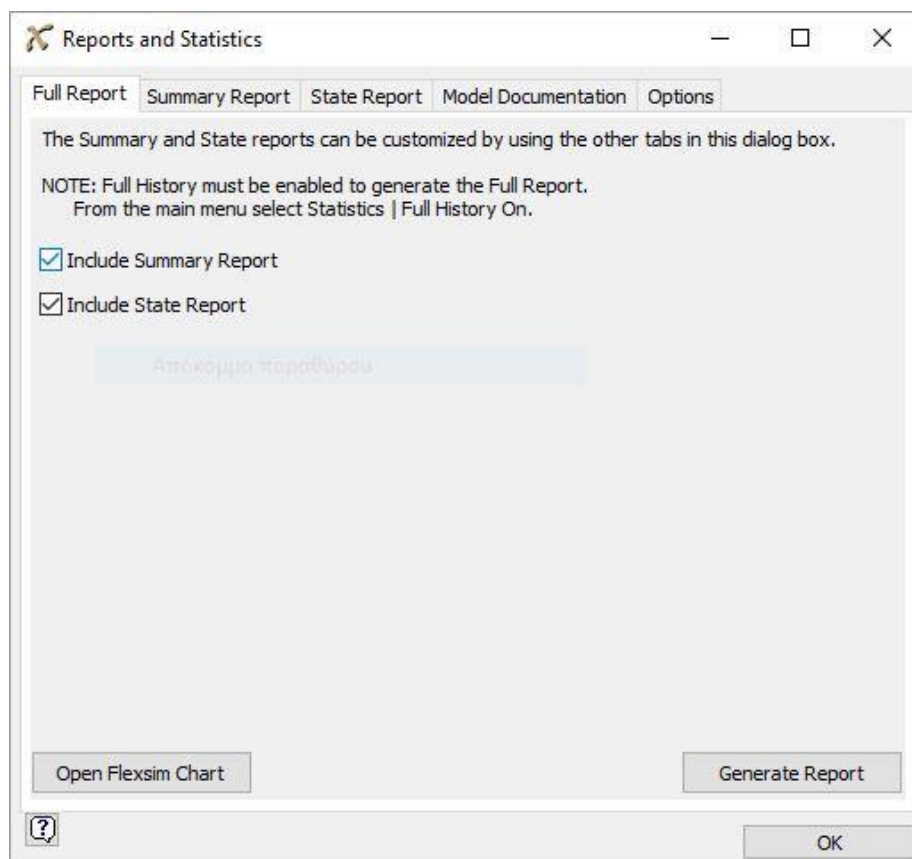 Reports and Statistics
Full Report Summary Report State Report Model Documentation Options
The Summary and State reports can be customized by using the other tabs in this dialog box.
NOTE: Full History must be enabled to generate the Full Report.
From the main menu select Statistics | Full History On.
Include Summary Report
Include State Report
Απόκομμα παραθύρου
Open Flexsim Chart Generate Report
?
OK